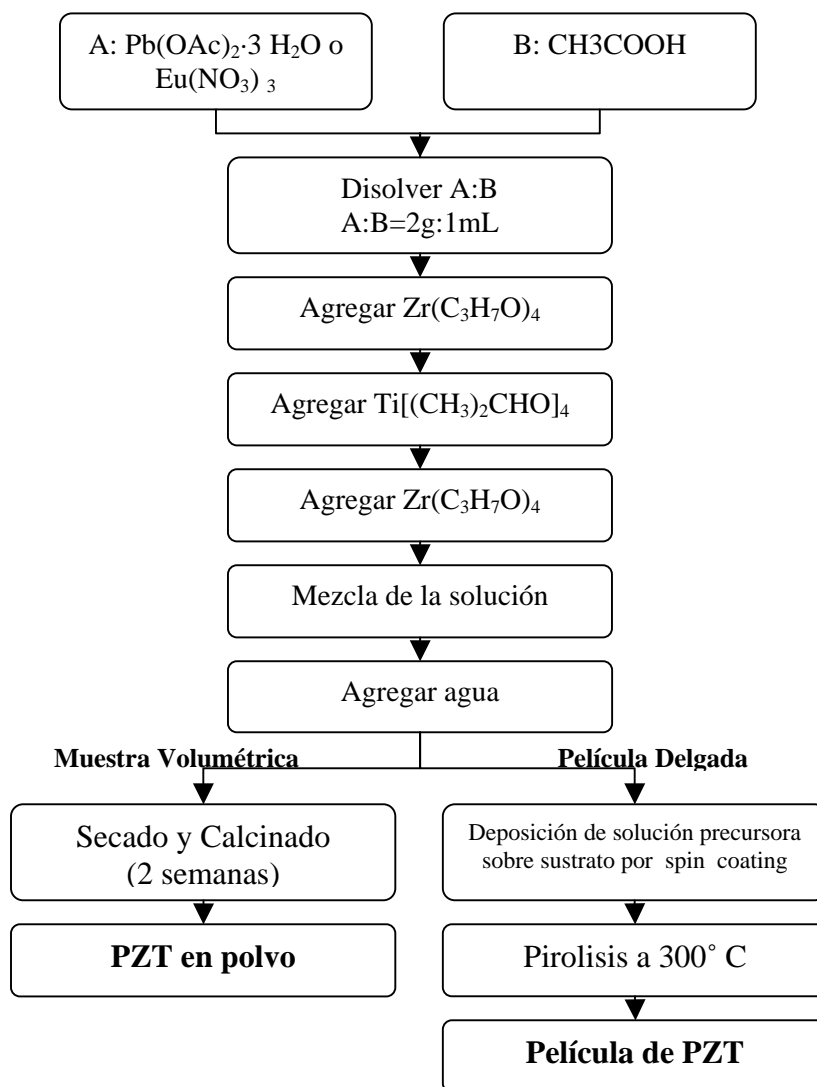 A: Pb(OAc)₂·3 H₂O o
Eu(NO₃) ₃
B: CH3COOH
Disolver A:B
A:B=2g:1mL
Agregar Zr(C₃H₇O)₄
Agregar Ti[(CH₃)₂CHO]₄
Agregar Zr(C₃H₇O)₄
Mezcla de la solución
Agregar agua
Muestra Volumétrica
Película Delgada
Secado y Calcinado
(2 semanas)
Deposición de solución precursora
sobre sustrato por spin coating
PZT en polvo
Pirolisis a 300° C
Película de PZT